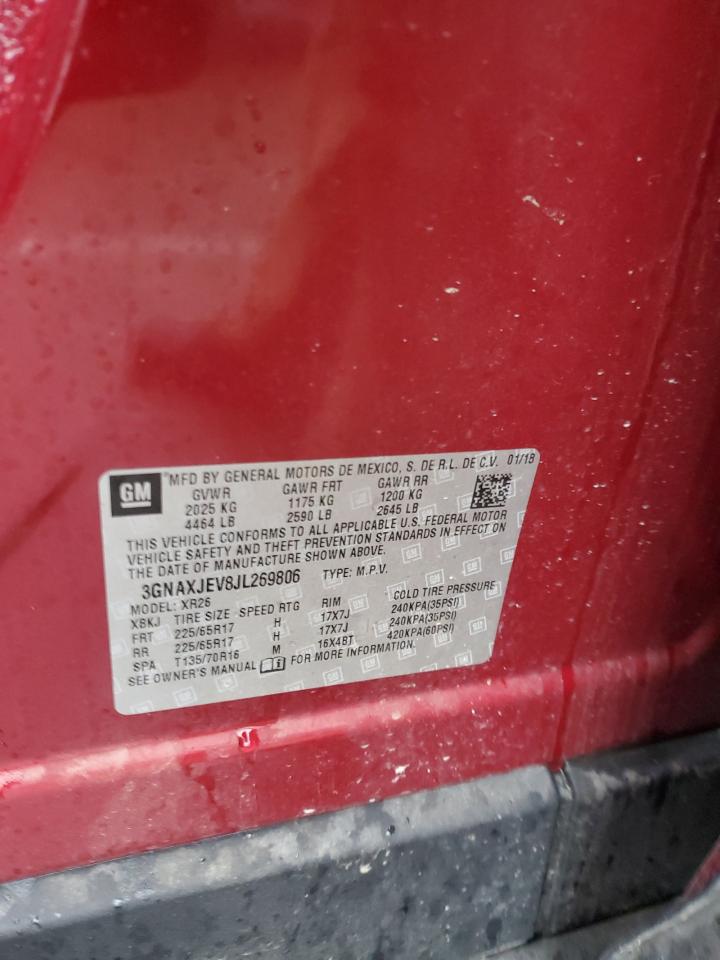 GM
MFD BY GENERAL MOTORS DE MEXICO, S. DE R.L. DE C.V. 01/18
GVWR GAWR FRT GAWR RR
2025 KG 1175 KG 1200 KG
4464 LB 2590 LB 2645 LB
THIS VEHICLE CONFORMS TO ALL APPLICABLE U.S. FEDERAL MOTOR
VEHICLE SAFETY AND THEFT PREVENTION STANDARDS IN EFFECT ON
THE DATE OF MANUFACTURE SHOWN ABOVE.
3GNAXJEV8JL269806 TYPE: M.P.V.
MODEL: XR26
XBKJ TIRE SIZE SPEED RTG RIM COLD TIRE PRESSURE
FRT 225/65R17 H 17X7J 240KPA(35PSI)
RR 225/65R17 H 17X7J 240KPA(35PSI)
SPA T135/70R16 M 16X4BT 420KPA(60PSI)
SEE OWNER'S MANUAL FOR MORE INFORMATION.